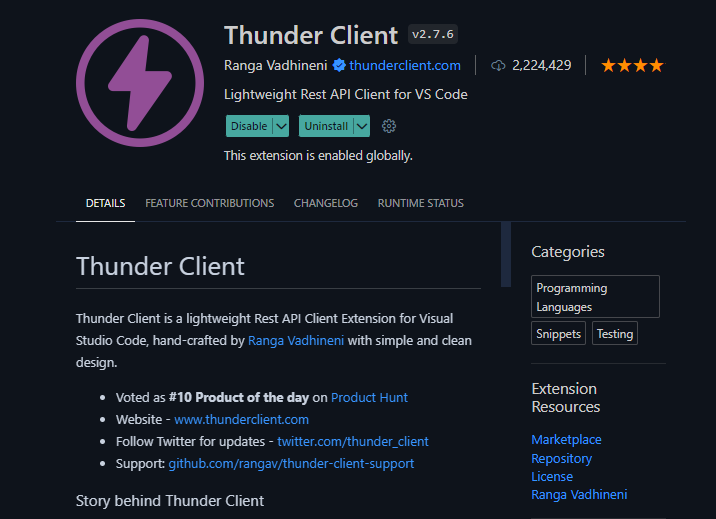 Thunder Client v2.7.6
Ranga Vadhineni thunderclient.com 2,224,429
Lightweight Rest API Client for VS Code
Disable Uninstall
This extension is enabled globally.
DETAILS FEATURE CONTRIBUTIONS CHANGELOG RUNTIME STATUS
Thunder Client
Thunder Client is a lightweight Rest API Client Extension for Visual
Studio Code, hand-crafted by Ranga Vadhineni with simple and clean
design.
Voted as #10 Product of the day on Product Hunt
Website - www.thunderclient.com
Follow Twitter for updates - twitter.com/thunder_client
Support: github.com/rangav/thunder-client-support
Story behind Thunder Client
Categories
Programming
Languages
Snippets Testing
Extension
Resources
Marketplace
Repository
License
Ranga Vadhineni